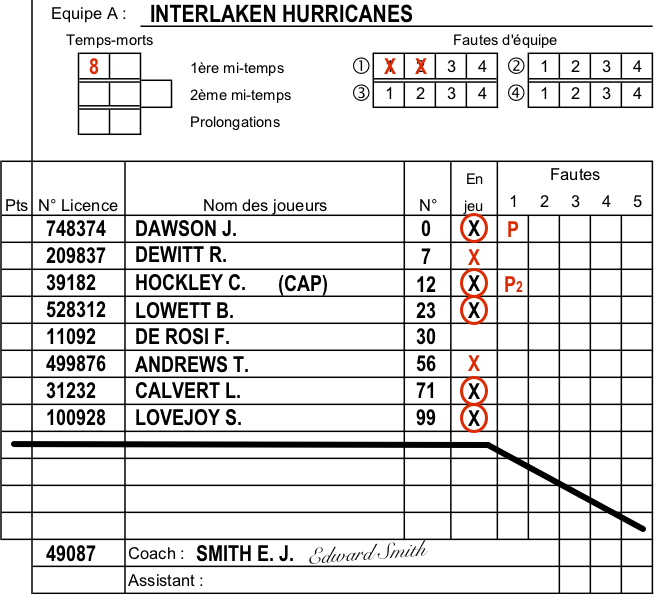 Equipe A : INTERLAKEN HURRICANES
Temps-morts Fautes d'équipe
8 1ère mi-temps ① X X 3 4 ② 1 2 3 4
2ème mi-temps ③ 1 2 3 4 ④ 1 2 3 4
Prolongations
En Fautes
Pts N° Licence Nom des joueurs N° jeu 1 2 3 4 5
748374 DAWSON J. 0 X P
209837 DEWITT R. 7 X
39182 HOCKLEY C. (CAP) 12 X P2
528312 LOWETT B. 23 X
11092 DE ROSI F. 30
499876 ANDREWS T. 56 X
31232 CALVERT L. 71 X
100928 LOVEJOY S. 99 X
49087 Coach : SMITH E. J. Edward Smith
Assistant :